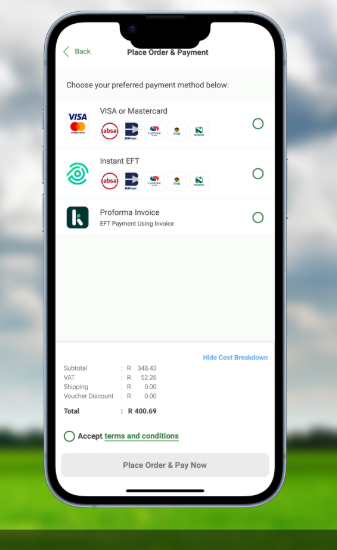 Back Place Order & Payment
Choose your preferred payment method below:
VISA or Mastercard
VISA
absa
Instant EFT
absa
Proforma Invoice
EFT Payment Using Invoice
Hide Cost Breakdown
Subtotal : R 348.43
VAT : R 52.26
Shipping : R 0.00
Voucher Discount : R 0.00
Total : R 400.69
Accept terms and conditions
Place Order & Pay Now